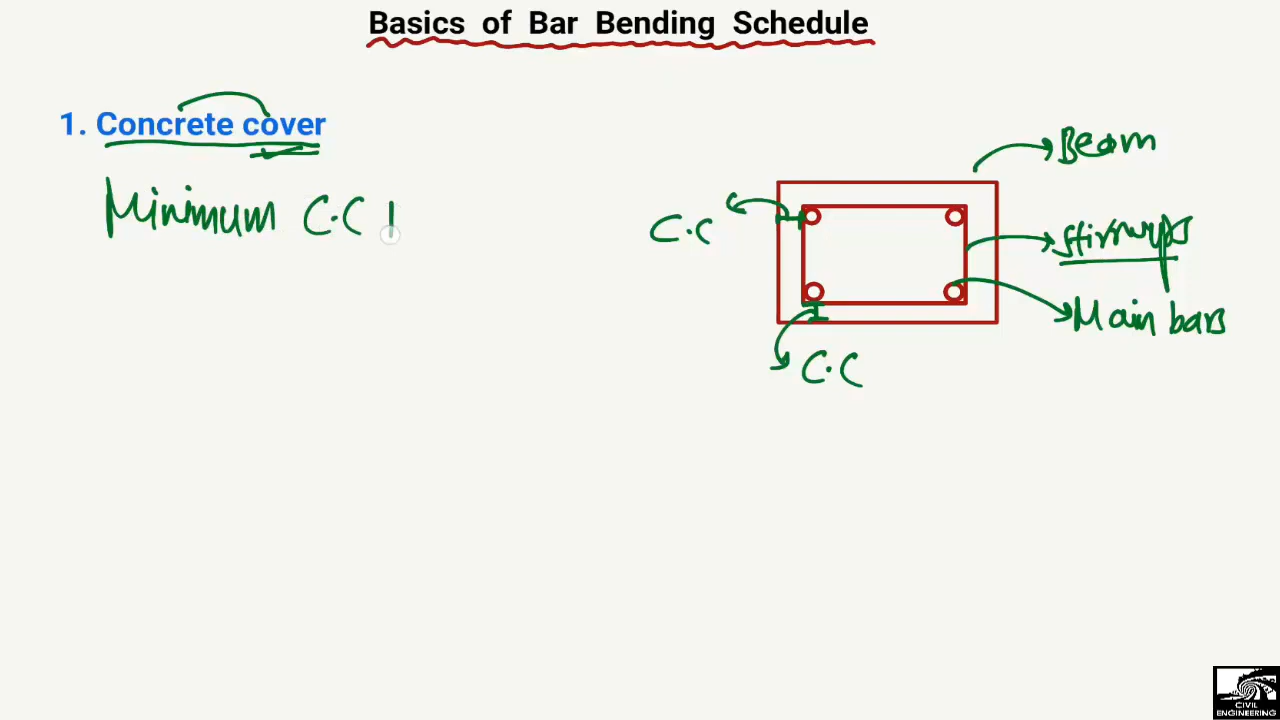 Basics of Bar Bending Schedule
1. Concrete cover
Minimum C.C
Beam
C.C
stirrups
Main bars
C.C
CIVIL
ENGINEERING